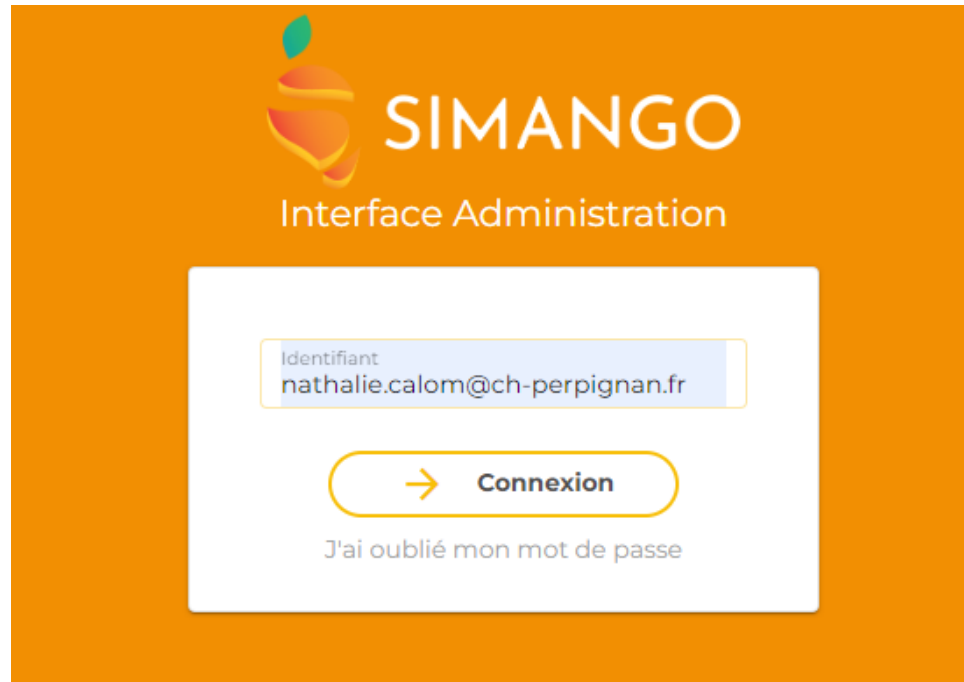 SIMANGO
Interface Administration
Identifiant
nathalie.calom@ch-perpignan.fr
Connexion
J'ai oublié mon mot de passe